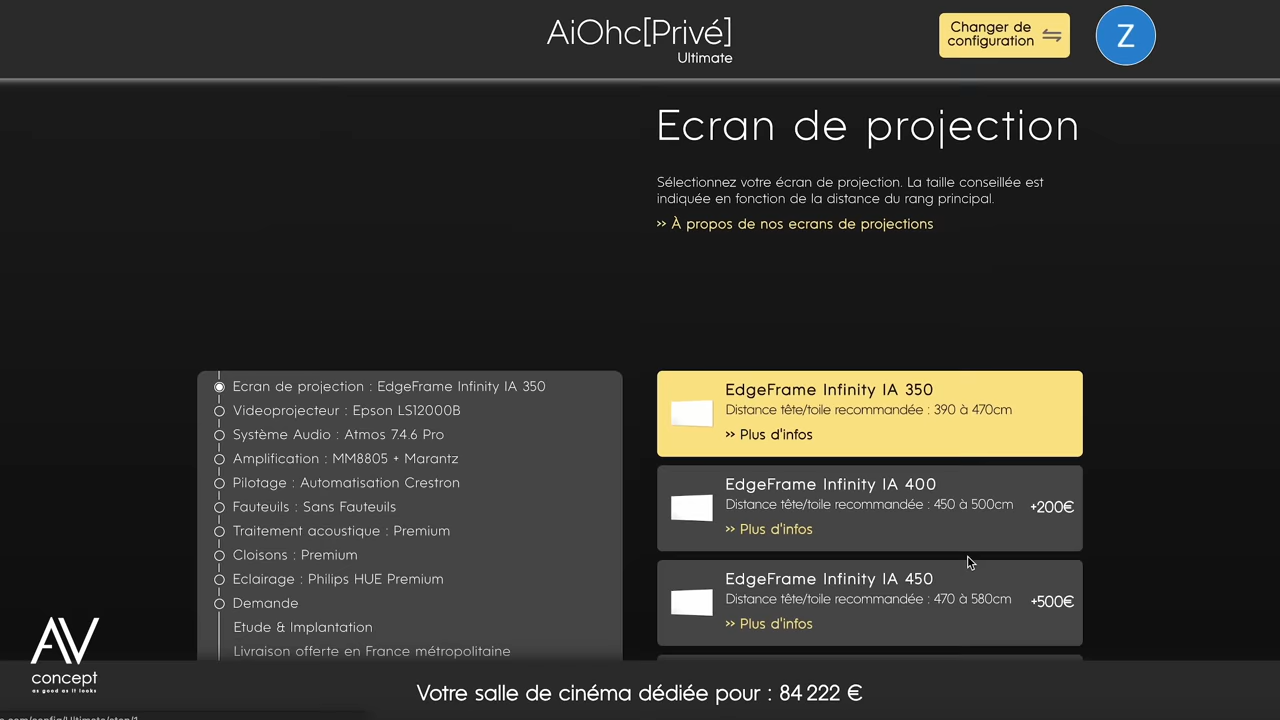 AiOhc[Privé]
Ultimate
Changer de
configuration
Z
Ecran de projection
Sélectionnez votre écran de projection. La taille conseillée est
indiquée en fonction de la distance du rang principal.
>> À propos de nos ecrans de projections
Ecran de projection : EdgeFrame Infinity IA 350
Videoprojecteur : Epson LS12000B
Système Audio : Atmos 7.4.6 Pro
Amplification : MM8805 + Marantz
Pilotage : Automatisation Crestron
Fauteuils : Sans Fauteuils
Traitement acoustique : Premium
Cloisons : Premium
Eclairage : Philips HUE Premium
Demande
Etude & Implantation
Livraison offerte en France métropolitaine
EdgeFrame Infinity IA 350
Distance tête/toile recommandée : 390 à 470cm
>> Plus d'infos
EdgeFrame Infinity IA 400
Distance tête/toile recommandée : 450 à 500cm
+200€
>> Plus d'infos
EdgeFrame Infinity IA 450
Distance tête/toile recommandée : 470 à 580cm
+500€
>> Plus d'infos
AV
concept
as good as it looks
Votre salle de cinéma dédiée pour : 84 222 €